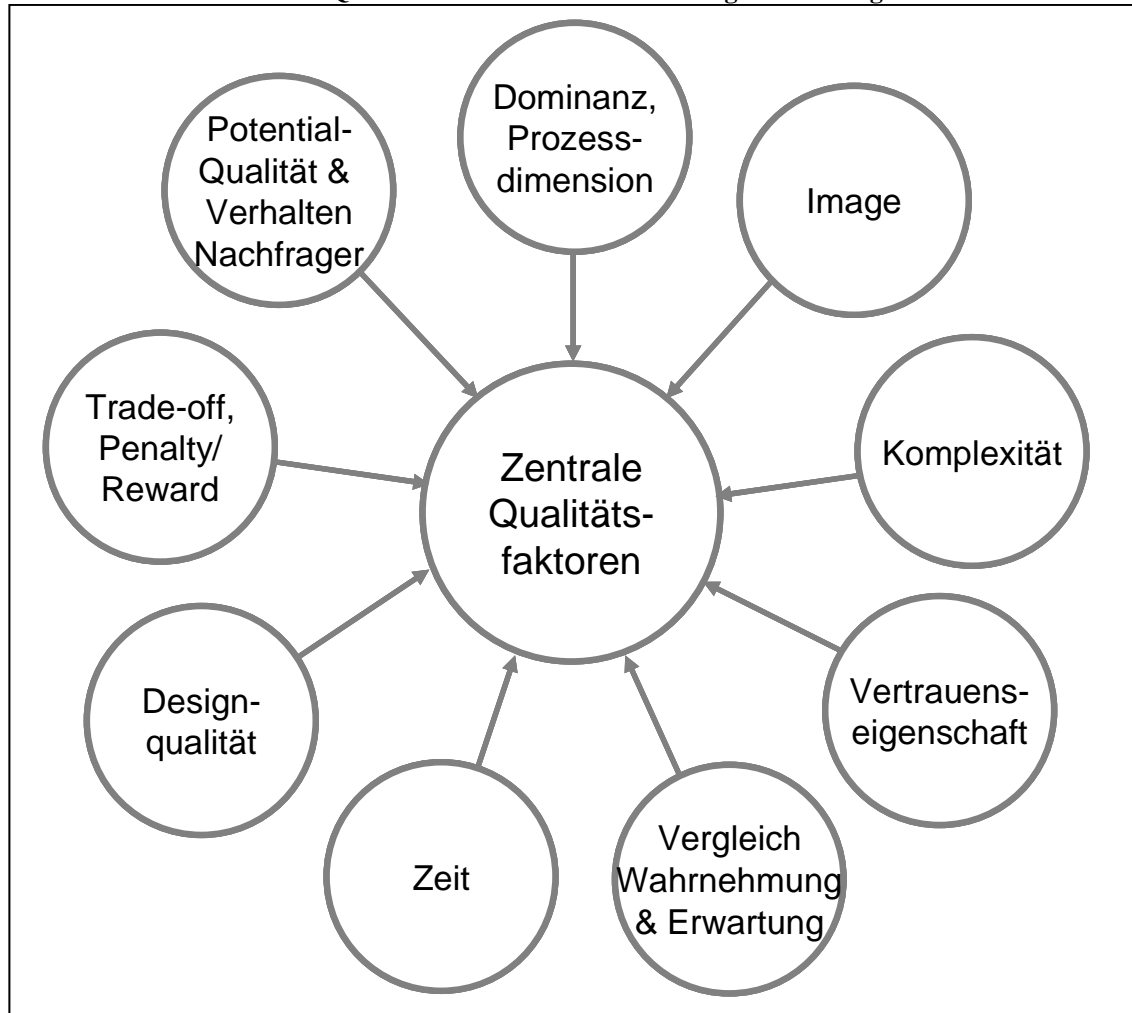 Dominanz,
Prozess-
dimension
Image
Komplexität
Vertrauens-
eigenschaft
Vergleich
Wahrnehmung
& Erwartung
Zeit
Design-
qualität
Trade-off,
Penalty/
Reward
Potential-
Qualität &
Verhalten
Nachfrager
Zentrale
Qualitäts-
faktoren